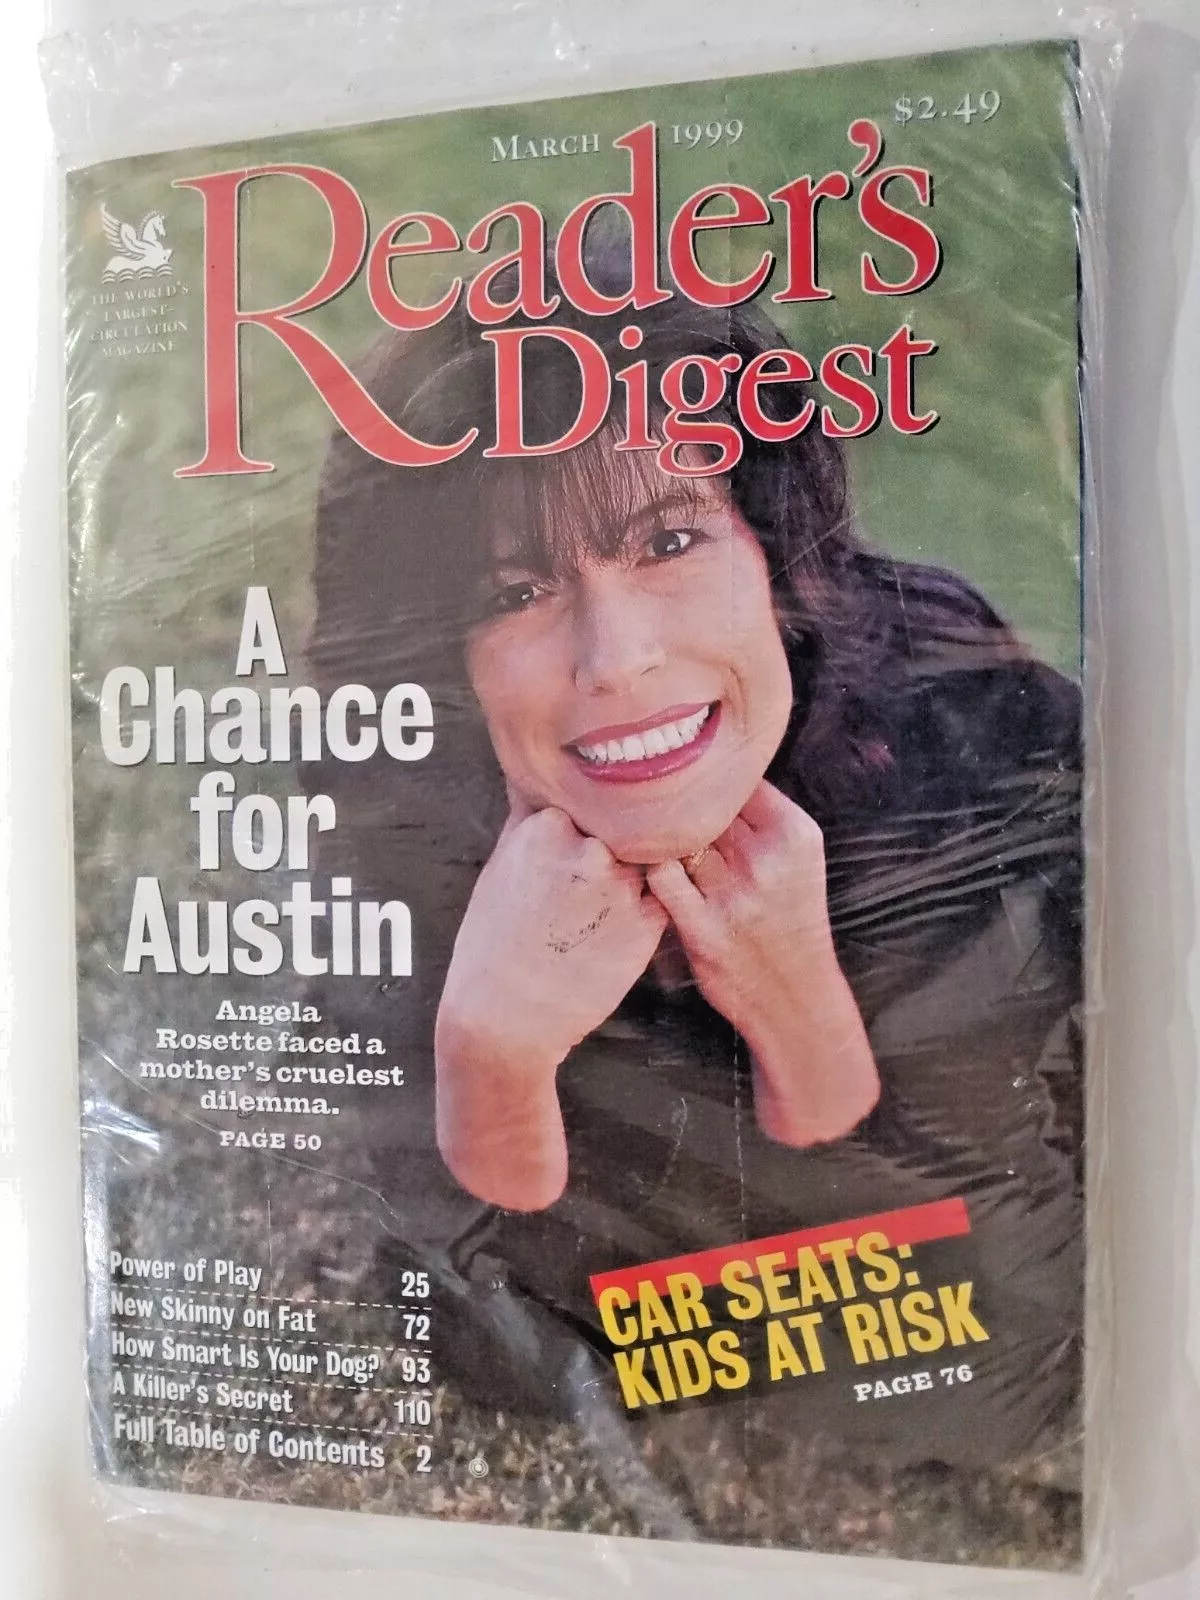 MARCH 1999
$2.49
Reader's
Digest
THE WORLD'S
LARGEST-
CIRCULATION
MAGAZINE
A
Chance
for
Austin
Angela
Rosette faced a
mother's cruelest
dilemma.
PAGE 50
Power of Play 25
New Skinny on Fat 72
How Smart Is Your Dog? 93
A Killer's Secret 110
Full Table of Contents 2
CAR SEATS:
KIDS AT RISK
PAGE 76